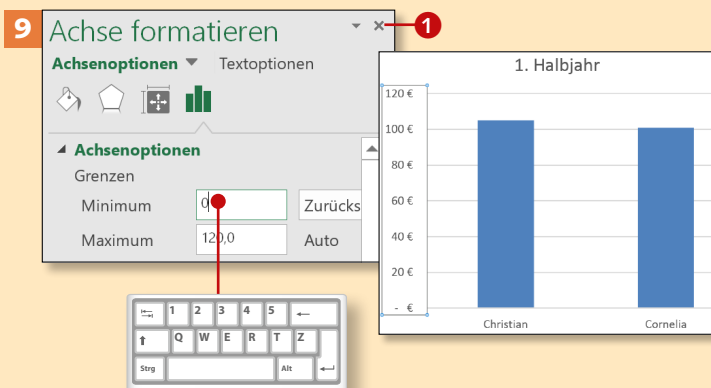 9
Achse formatieren
1
Achsenoptionen Textoptionen
Achsenoptionen
Grenzen
Minimum 0 Zurücks
Maximum 120,0 Auto
1. Halbjahr
120 €
100 €
80 €
60 €
40 €
20 €
- €
Christian Cornelia
1 2 3 4 5
Q W E R T Z
Strg Alt